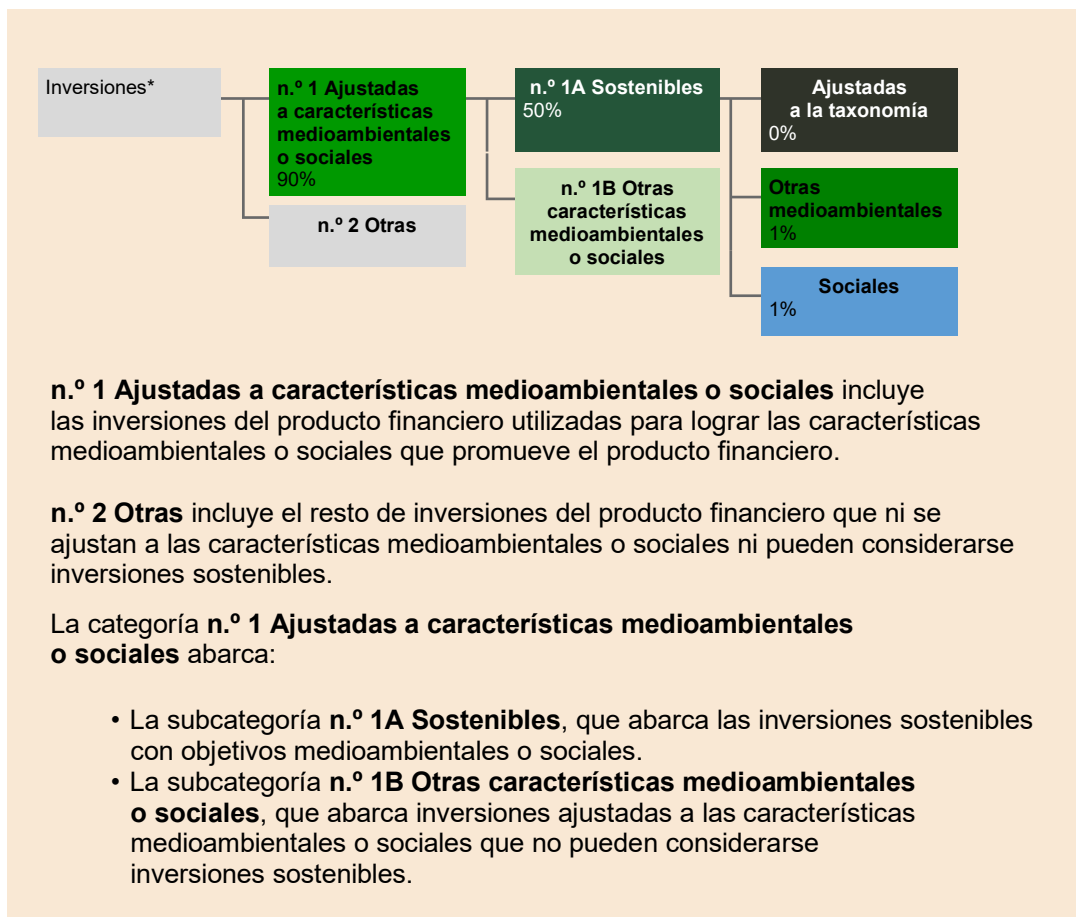 Inversiones*
n.º 1 Ajustadas
a características
medioambientales
o sociales
90%
n.º 2 Otras
n.º 1A Sostenibles
50%
n.º 1B Otras
características
medioambientales
o sociales
Ajustadas
a la taxonomía
0%
Otras
medioambientales
1%
Sociales
1%
n.º 1 Ajustadas a características medioambientales o sociales incluye
las inversiones del producto financiero utilizadas para lograr las características
medioambientales o sociales que promueve el producto financiero.
n.º 2 Otras incluye el resto de inversiones del producto financiero que ni se
ajustan a las características medioambientales o sociales ni pueden considerarse
inversiones sostenibles.
La categoría n.º 1 Ajustadas a características medioambientales
o sociales abarca:
• La subcategoría n.º 1A Sostenibles, que abarca las inversiones sostenibles
con objetivos medioambientales o sociales.
• La subcategoría n.º 1B Otras características medioambientales
o sociales, que abarca inversiones ajustadas a las características
medioambientales o sociales que no pueden considerarse
inversiones sostenibles.